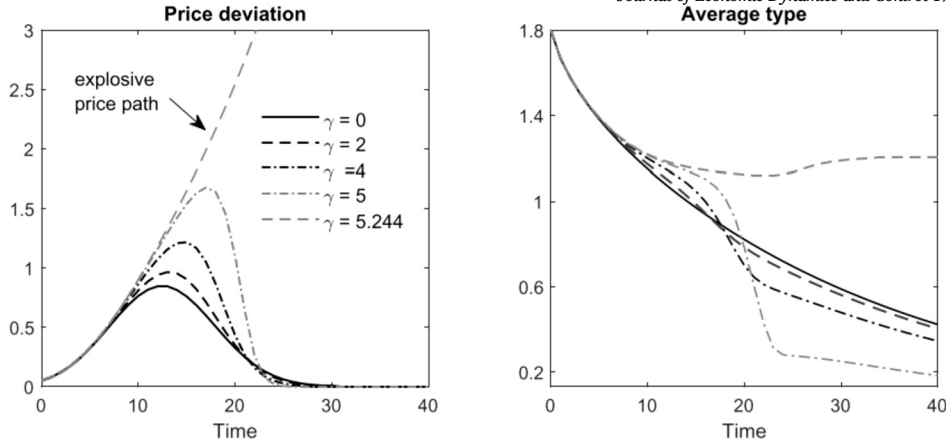 Journal of Economic Dynamics and Control 17
Price deviation
3
2.5
2
1.5
1
0.5
0
explosive
price path
γ = 0
γ = 2
γ =4
γ = 5
γ = 5.244
0 10 20 30 40
Time
Average type
1.8
1.4
1
0.6
0.2
0 10 20 30 40
Time